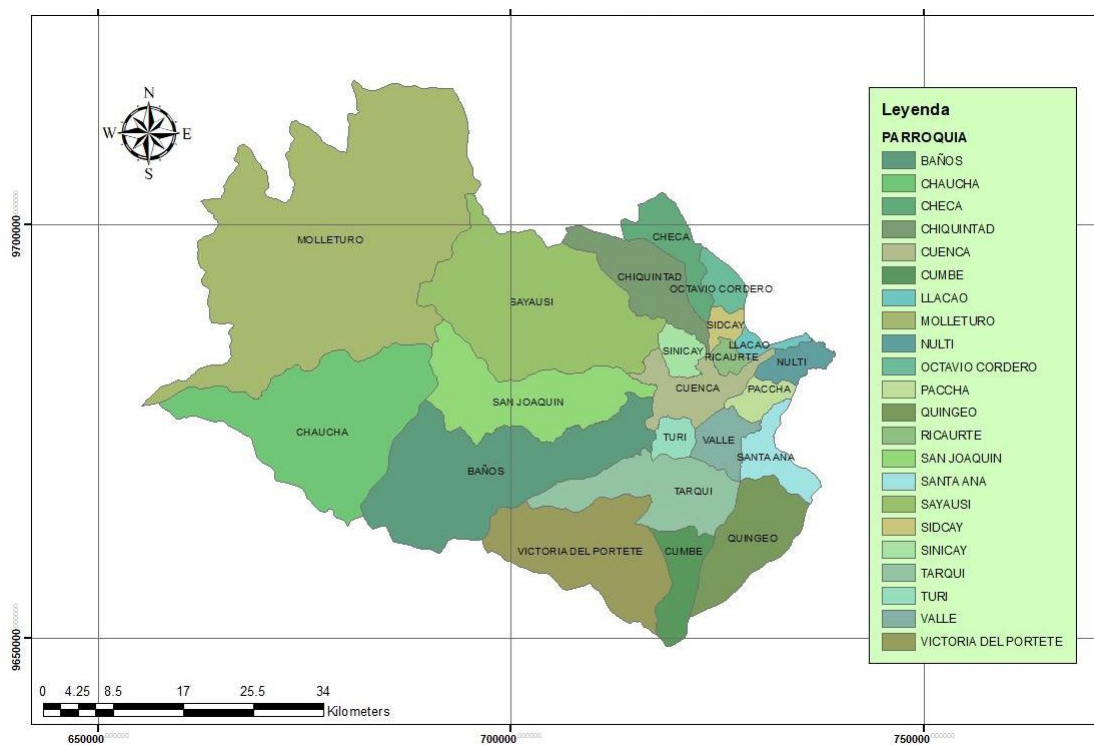 N
W E
S
9700000
9650000
MOLLETURO
CHECA
CHIQUINTAD
OCTAVIO CORDERO
SAYAUSI
SIDCAY
LLACAO
SINICAY
RICAURTE
NULTI
CUENCA
PACCHA
SAN JOAQUIN
CHAUCHA
TURI
VALLE
SANTA ANA
BAÑOS
TARQUI
VICTORIA DEL PORTETE
CUMBE
QUINGEO
0 4.25 8.5 17 25.5 34
Kilometers
650000
700000
750000
Leyenda
PARROQUIA
BAÑOS
CHAUCHA
CHECA
CHIQUINTAD
CUENCA
CUMBE
LLACAO
MOLLETURO
NULTI
OCTAVIO CORDERO
PACCHA
QUINGEO
RICAURTE
SAN JOAQUIN
SANTA ANA
SAYAUSI
SIDCAY
SINICAY
TARQUI
TURI
VALLE
VICTORIA DEL PORTETE